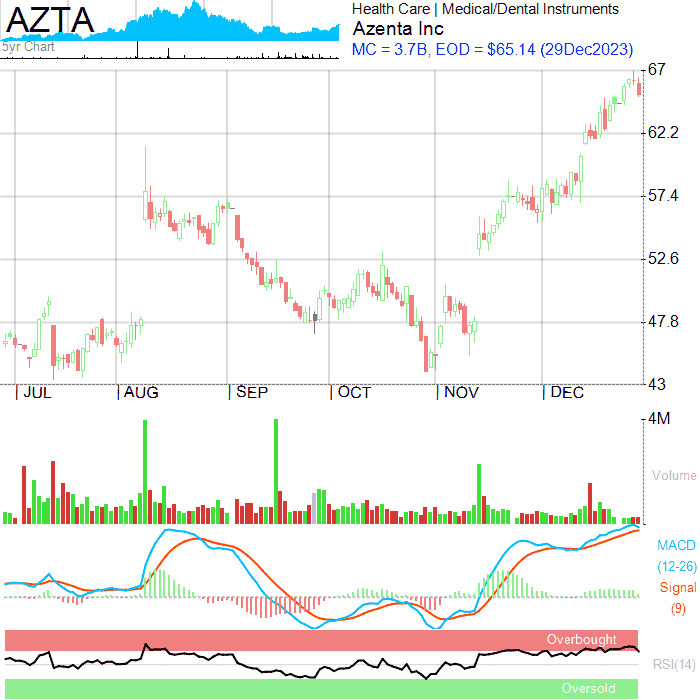 AZTA
5yr Chart
Health Care | Medical/Dental Instruments
Azenta Inc
MC = 3.7B, EOD = $65.14 (29Dec2023)
67
62.2
57.4
52.6
47.8
43
JUL AUG SEP OCT NOV DEC
4M
Volume
MACD
(12-26)
Signal
(9)
Overbought
RSI(14)
Oversold